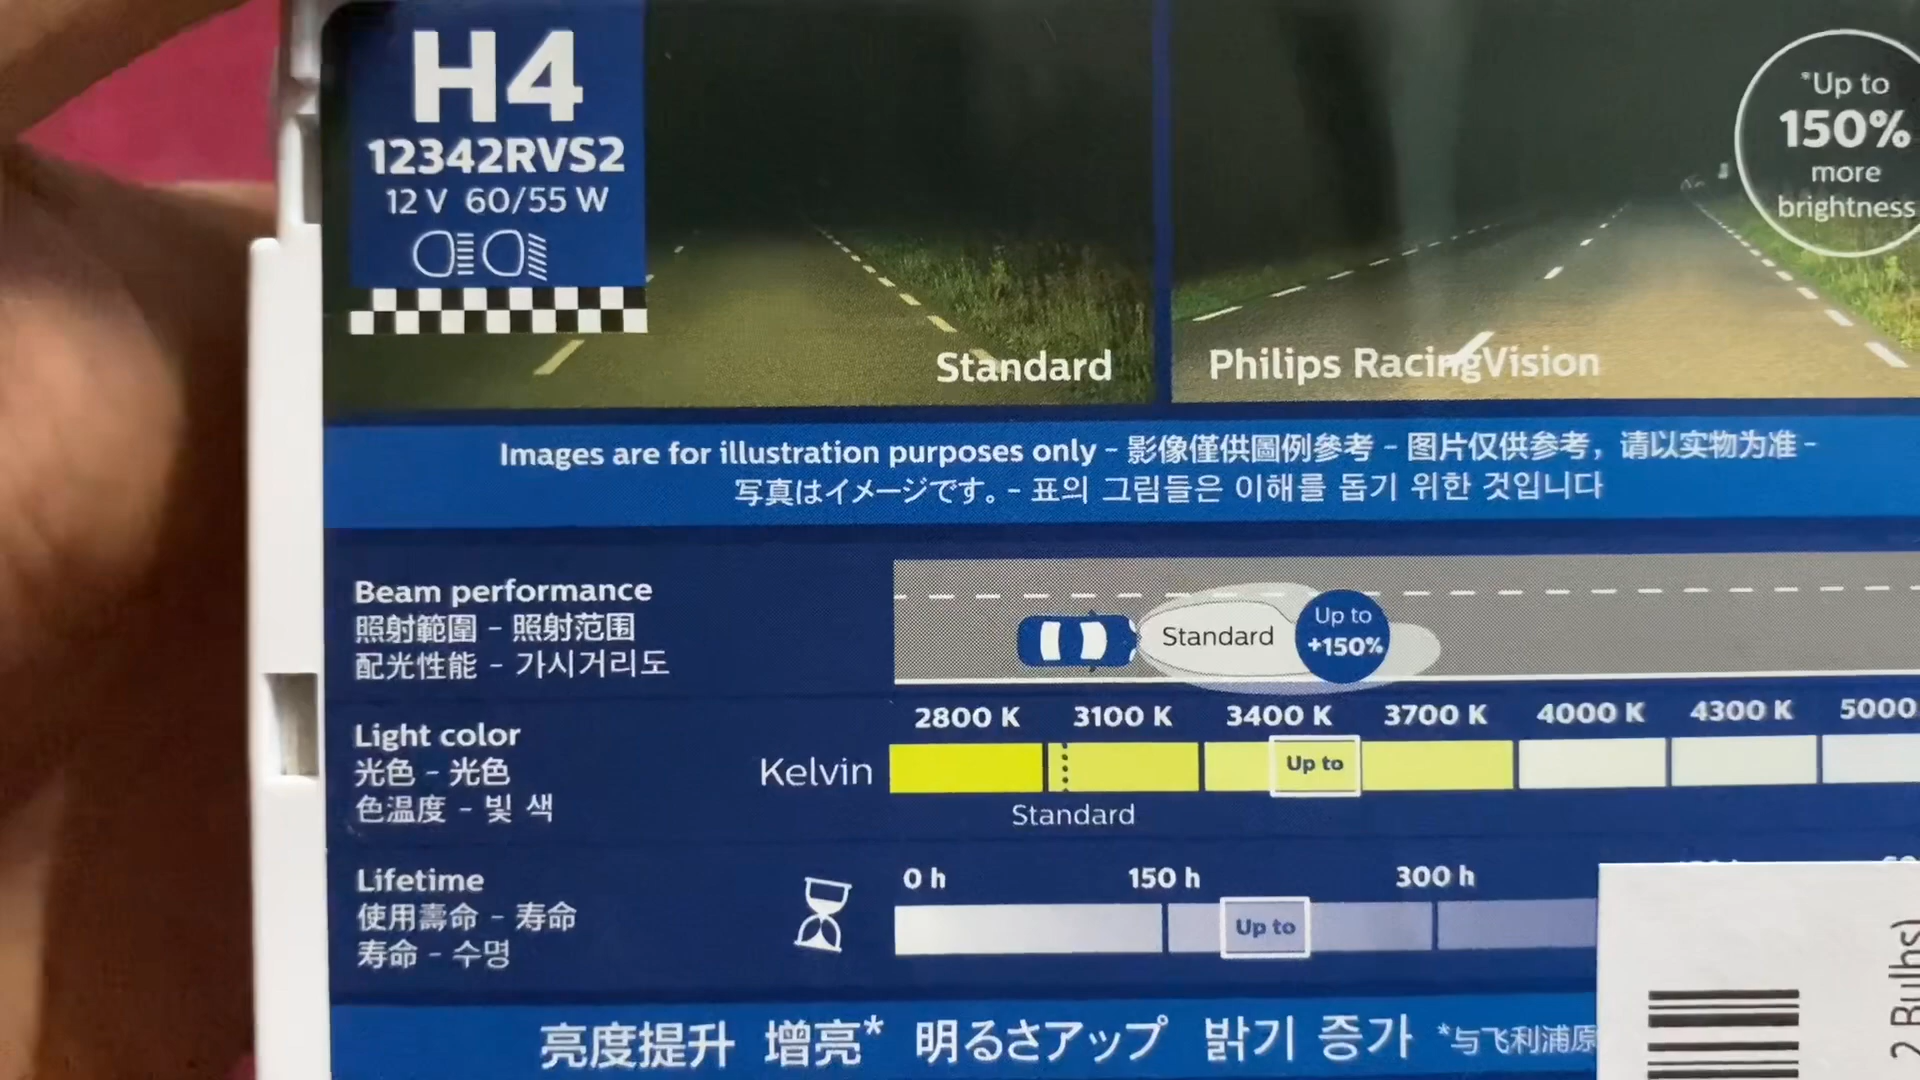 H4
12342RVS2
12 V 60/55 W
*Up to
150%
more
brightness
Standard
Philips RacingVision
Images are for illustration purposes only - 影像僅供圖例參考 - 图片仅供参考，请以实物为准 -
写真はイメージです。- 표의 그림들은 이해를 돕기 위한 것입니다
Beam performance
照射範圍 - 照射范围
配光性能 - 가시거리도
Standard
Up to
+150%
Light color
光色 - 光色
色温度 - 빛 색
Kelvin
2800 K 3100 K 3400 K 3700 K 4000 K 4300 K 5000
Up to
Standard
Lifetime
使用壽命 - 寿命
寿命 - 수명
0 h 150 h 300 h
Up to
亮度提升 增亮* 明るさアップ 밝기 증가 *与飞利浦原
2 Bulbs)